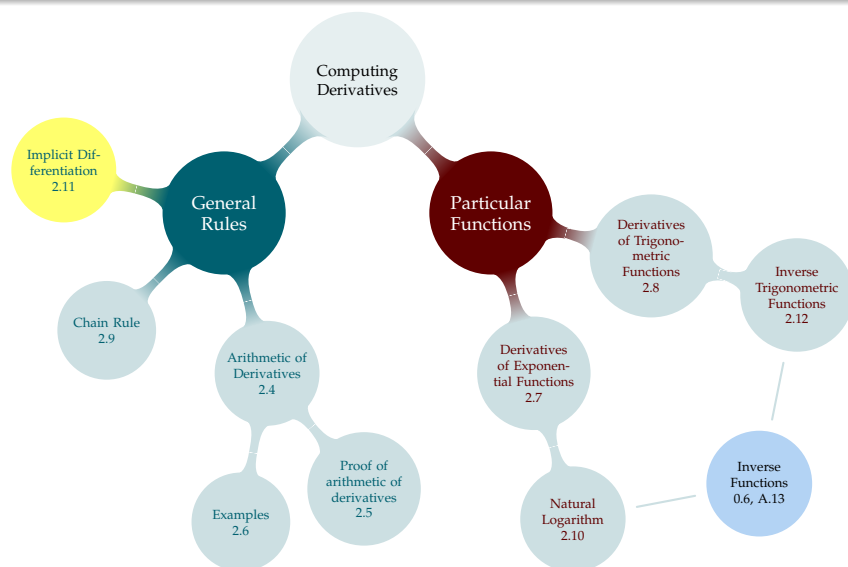 Computing
Derivatives
General
Rules
Particular
Functions
Implicit Dif-
ferentiation
2.11
Chain Rule
2.9
Arithmetic of
Derivatives
2.4
Examples
2.6
Proof of
arithmetic of
derivatives
2.5
Derivatives
of Trigono-
metric
Functions
2.8
Inverse
Trigonometric
Functions
2.12
Derivatives
of Exponen-
tial Functions
2.7
Natural
Logarithm
2.10
Inverse
Functions
0.6, A.13